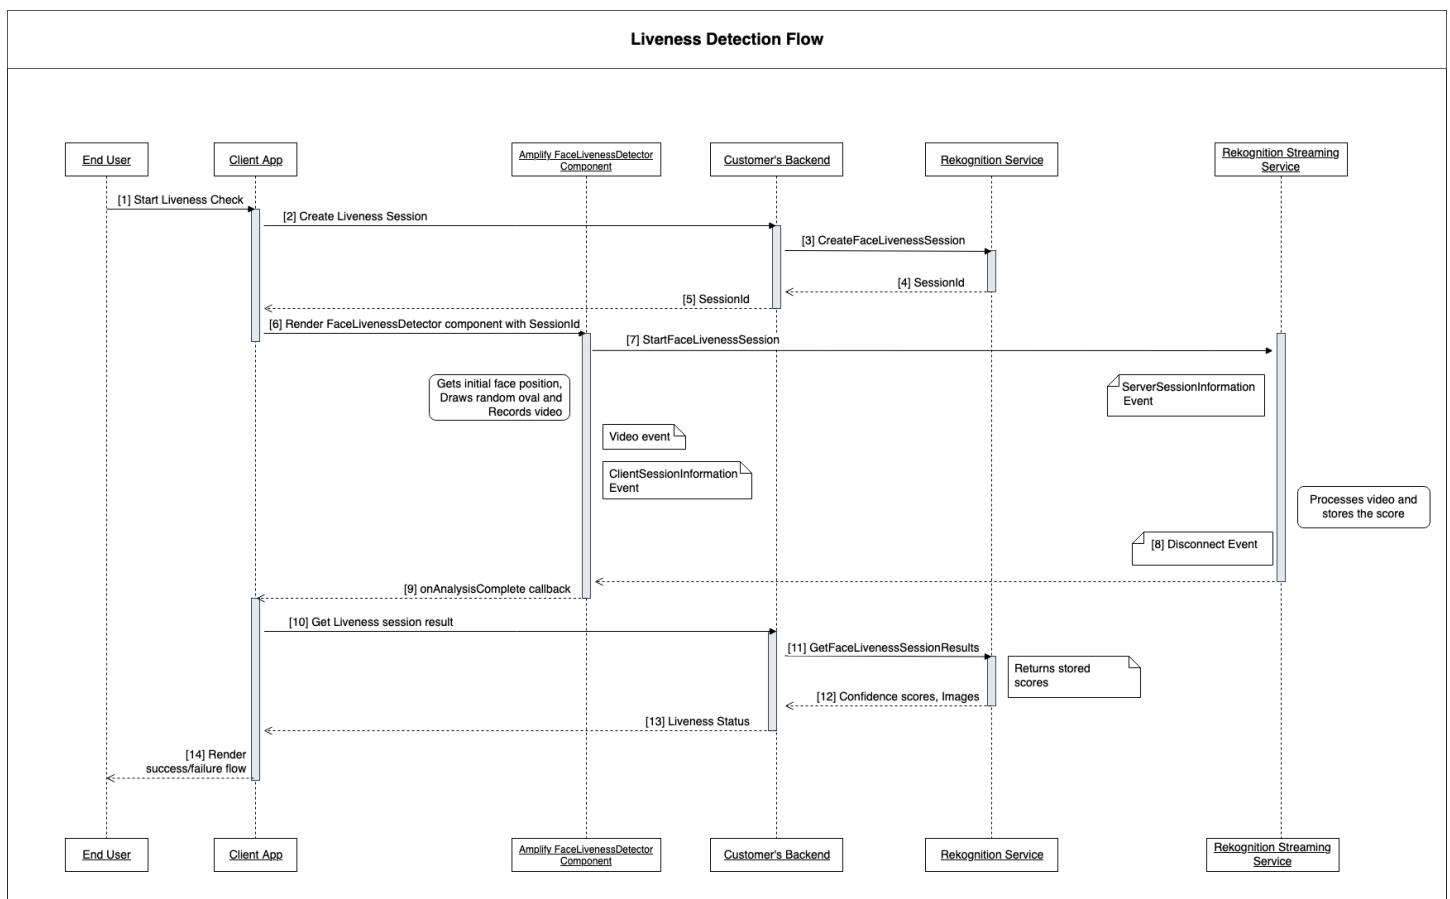 Liveness Detection Flow
End User
Client App
Amplify FaceLivenessDetector
Component
Customer's Backend
Rekognition Service
Rekognition Streaming
Service
[1] Start Liveness Check
[2] Create Liveness Session
[3] CreateFaceLivenessSession
[4] SessionId
[5] SessionId
[6] Render FaceLivenessDetector component with SessionId
[7] StartFaceLivenessSession
Gets initial face position,
Draws random oval and
Records video
ServerSessionInformation
Event
Video event
ClientSessionInformation
Event
Processes video and
stores the score
[8] Disconnect Event
[9] onAnalysisComplete callback
[10] Get Liveness session result
[11] GetFaceLivenessSessionResults
Returns stored
scores
[12] Confidence scores, Images
[13] Liveness Status
[14] Render
success/failure flow
End User
Client App
Amplify FaceLivenessDetector
Component
Customer's Backend
Rekognition Service
Rekognition Streaming
Service